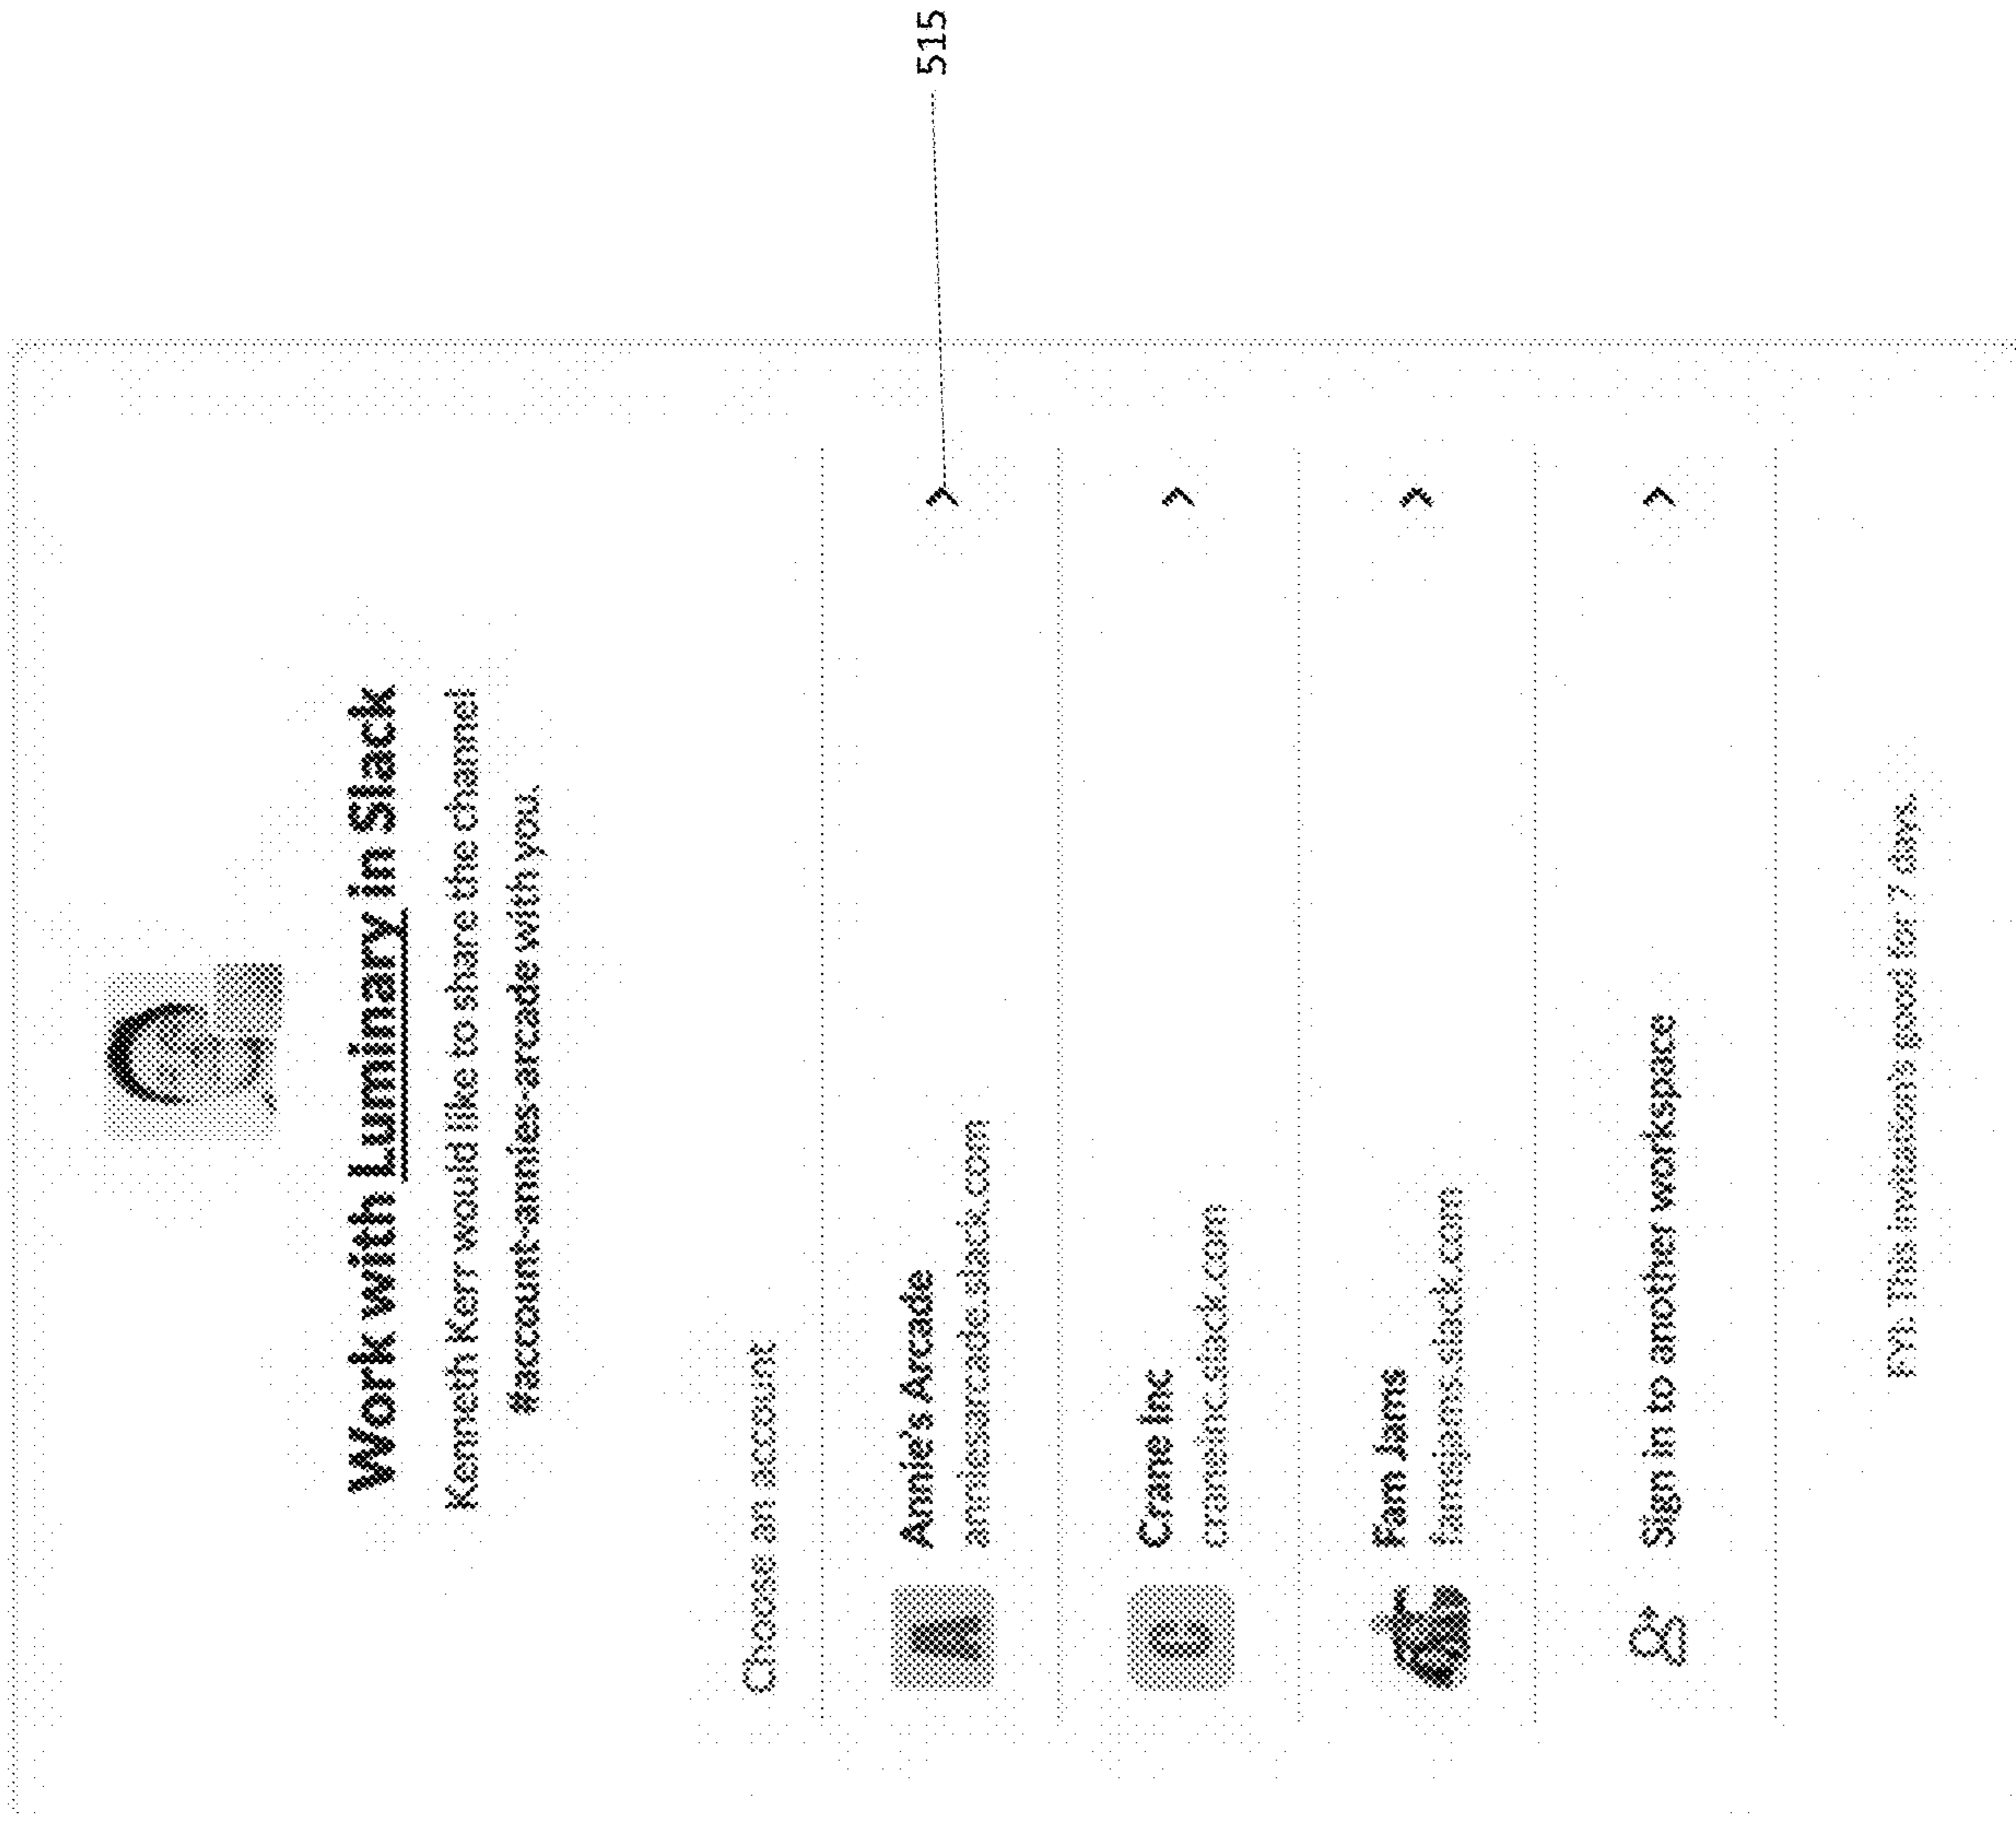 Work with Luminary in Slack
Kenneth Kerr would like to share the channel
#account-annies-arcade with you.
Choose an account
A
Annie's Arcade
anniesarcade.slack.com
515
C
Crane Inc
craneinc.slack.com
Fam Jams
famsjams.slack.com
Sign in to another workspace
FYI: This invitation's good for 7 days.